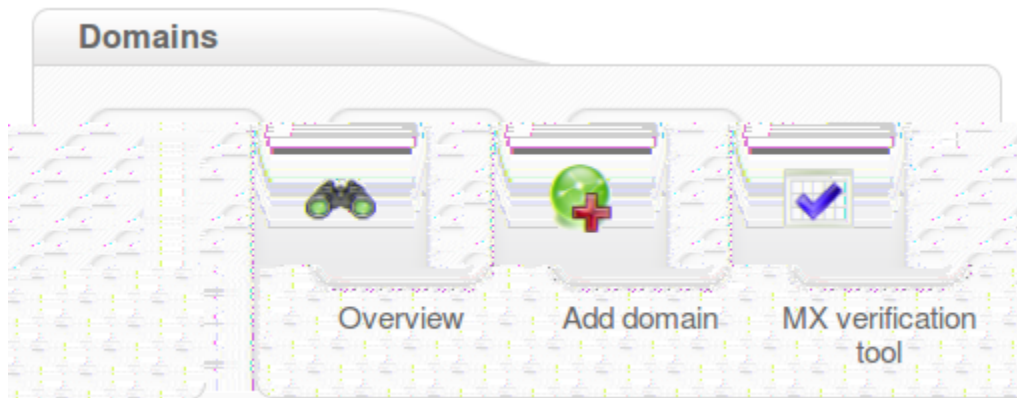 Domains
Overview
Add domain
MX verification
tool